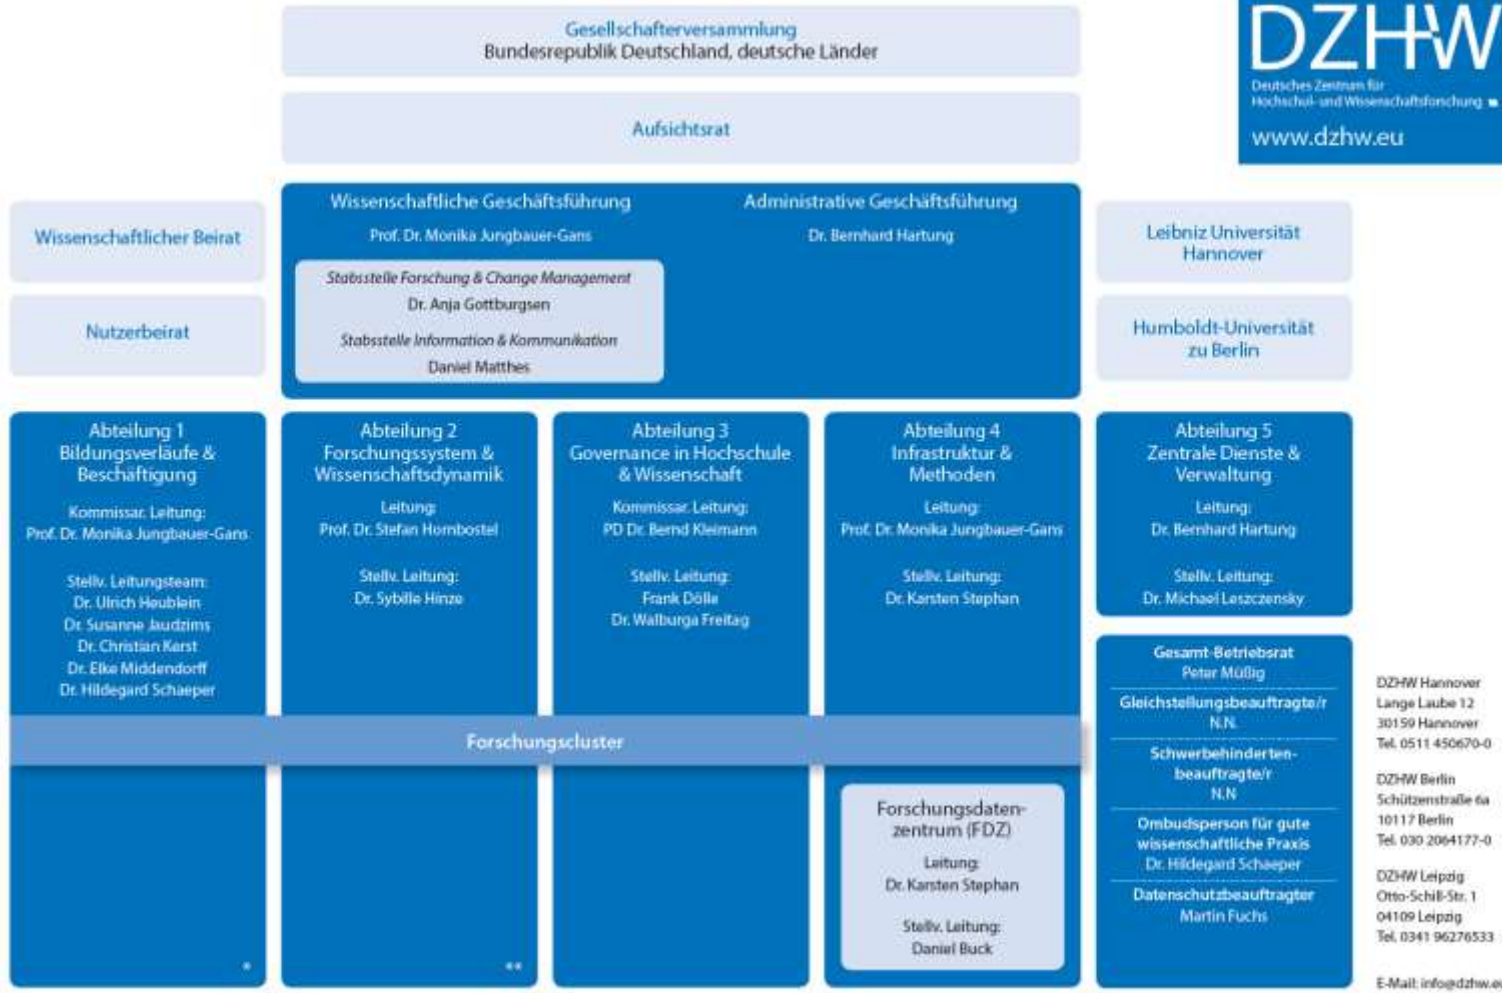 Gesellschafterversammlung
Bundesrepublik Deutschland, deutsche Länder
DZHW
Deutsches Zentrum für
Hochschul- und Wissenschaftsforschung
www.dzhw.eu
Aufsichtsrat
Wissenschaftlicher Beirat
Nutzerbeirat
Wissenschaftliche Geschäftsführung
Prof. Dr. Monika Jungbauer-Gans
Stabsstelle Forschung & Change Management
Dr. Anja Gottburgsen
Stabsstelle Information & Kommunikation
Daniel Matthes
Administrative Geschäftsführung
Dr. Bernhard Hartung
Leibniz Universität
Hannover
Humboldt-Universität
zu Berlin
Abteilung 1
Bildungsverläufe &
Beschäftigung
Kommissar. Leitung:
Prof. Dr. Monika Jungbauer-Gans
Stellv. Leitungsteam:
Dr. Ulrich Heublein
Dr. Susanne Jaudzims
Dr. Christian Kerst
Dr. Elke Middendorff
Dr. Hildegard Schaeper
*
Abteilung 2
Forschungssystem &
Wissenschaftsdynamik
Leitung:
Prof. Dr. Stefan Hornbostel
Stellv. Leitung:
Dr. Sybille Hinze
**
Abteilung 3
Governance in Hochschule
& Wissenschaft
Kommissar. Leitung:
PD Dr. Bernd Kleimann
Stellv. Leitung:
Frank Dölle
Dr. Walburga Freitag
Abteilung 4
Infrastruktur &
Methoden
Leitung:
Prof. Dr. Monika Jungbauer-Gans
Stellv. Leitung:
Dr. Karsten Stephan
Forschungscluster
Forschungsdaten-
zentrum (FDZ)
Leitung:
Dr. Karsten Stephan
Stellv. Leitung:
Daniel Buck
Abteilung 5
Zentrale Dienste &
Verwaltung
Leitung:
Dr. Bernhard Hartung
Stellv. Leitung:
Dr. Michael Leszczensky
Gesamt-Betriebsrat
Peter Müßig
Gleichstellungsbeauftragte/r
N.N.
Schwerbehinderten-
beauftragte/r
N.N
Ombudsperson für gute
wissenschaftliche Praxis
Dr. Hildegard Schaeper
Datenschutzbeauftragter
Martin Fuchs
DZHW Hannover
Lange Laube 12
30159 Hannover
Tel. 0511 450670-0
DZHW Berlin
Schützenstraße 6a
10117 Berlin
Tel. 030 2064177-0
DZHW Leipzig
Otto-Schill-Str. 1
04109 Leipzig
Tel. 0341 96276533
E-Mail: info@dzhw.eu